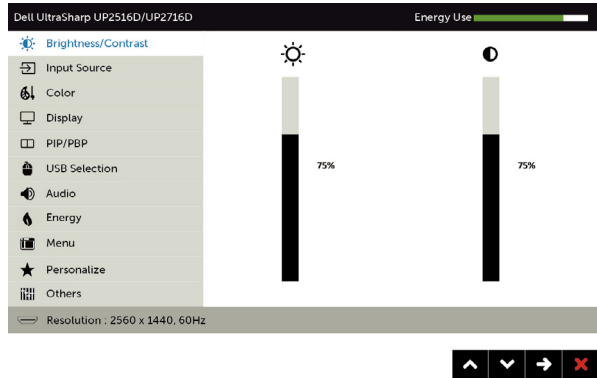 Dell UltraSharp UP2516D/UP2716D
Energy Use
Brightness/Contrast
Input Source
Color
Display
PIP/PBP
USB Selection
Audio
Energy
Menu
Personalize
Others
75%
75%
Resolution : 2560 x 1440, 60Hz